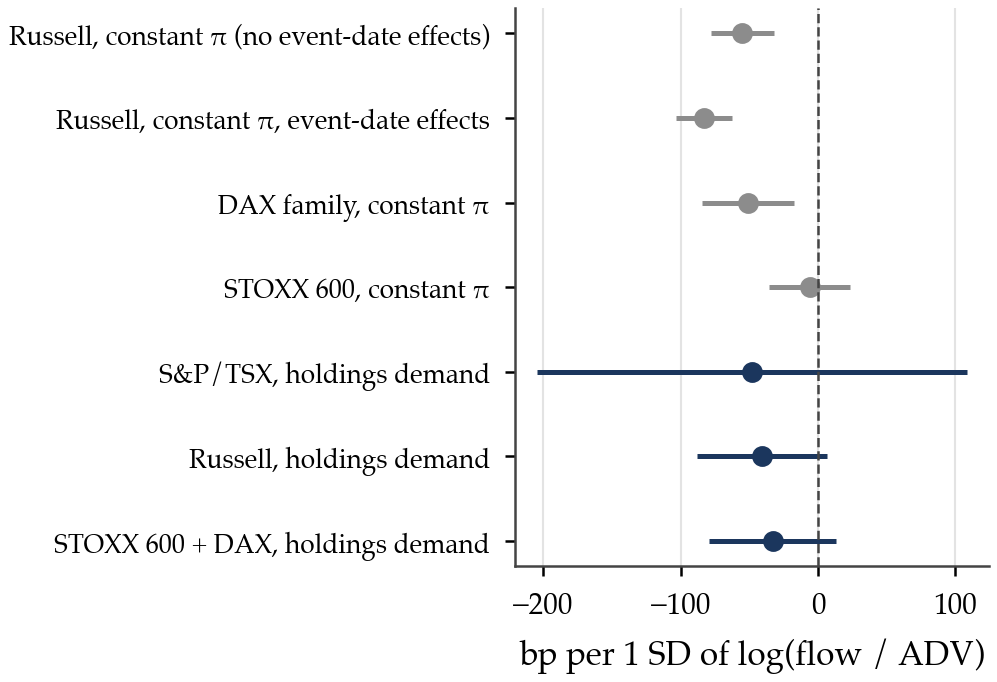 Russell, constant π (no event-date effects)
Russell, constant π, event-date effects
DAX family, constant π
STOXX 600, constant π
S&P/TSX, holdings demand
Russell, holdings demand
STOXX 600 + DAX, holdings demand
−200 −100 0 100
bp per 1 SD of log(flow / ADV)